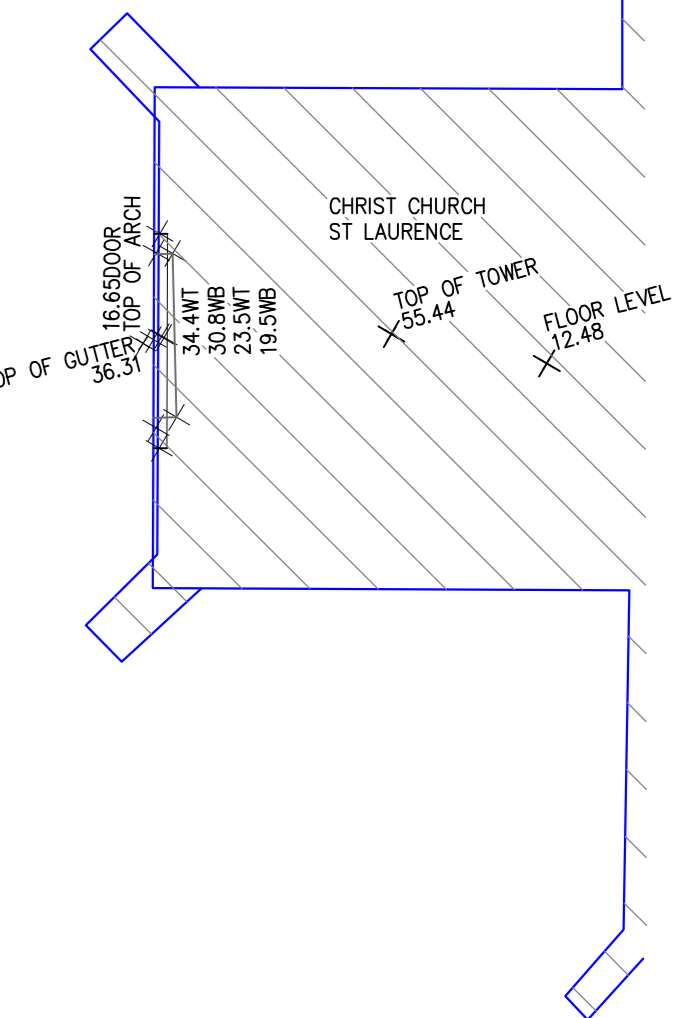 CHRIST CHURCH
ST LAURENCE
TOP OF TOWER
55.44
FLOOR LEVEL
12.48
16.65DOOR
TOP OF ARCH
34.4WT
30.8WB
23.5WT
19.5WB
OP OF GUTTER
36.31